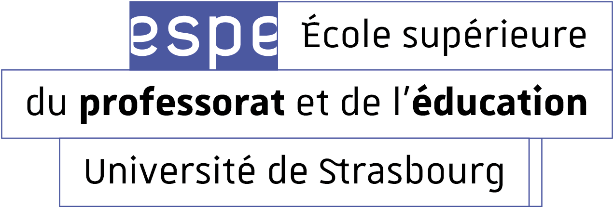 espe École supérieure
du professorat et de l'éducation
Université de Strasbourg